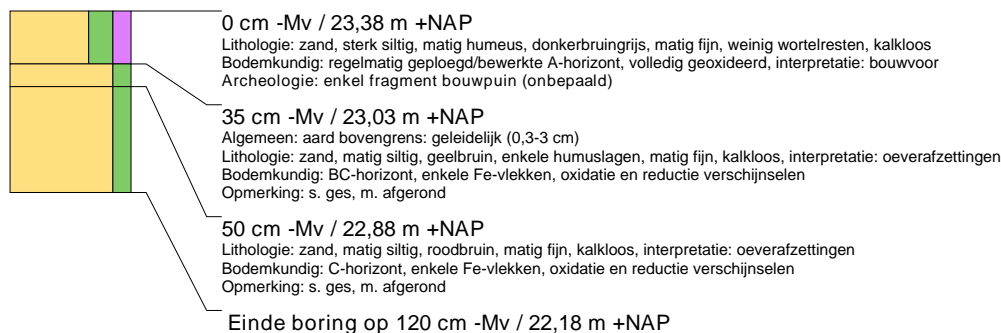 0 cm -Mv / 23,38 m +NAP
Lithologie: zand, sterk siltig, matig humeus, donkerbruingrijs, matig fijn, weinig wortelresten, kalkloos
Bodemkundig: regelmatig geploegd/bewerkte A-horizont, volledig geoxideerd, interpretatie: bouwvoor
Archeologie: enkel fragment bouwpuin (onbepaald)
35 cm -Mv / 23,03 m +NAP
Algemeen: aard bovengrens: geleidelijk (0,3-3 cm)
Lithologie: zand, matig siltig, geelbruin, enkele humuslagen, matig fijn, kalkloos, interpretatie: oeverafzettingen
Bodemkundig: BC-horizont, enkele Fe-vlekken, oxidatie en reductie verschijnselen
Opmerking: s. ges, m. afgerond
50 cm -Mv / 22,88 m +NAP
Lithologie: zand, matig siltig, roodbruin, matig fijn, kalkloos, interpretatie: oeverafzettingen
Bodemkundig: C-horizont, enkele Fe-vlekken, oxidatie en reductie verschijnselen
Opmerking: s. ges, m. afgerond
Einde boring op 120 cm -Mv / 22,18 m +NAP